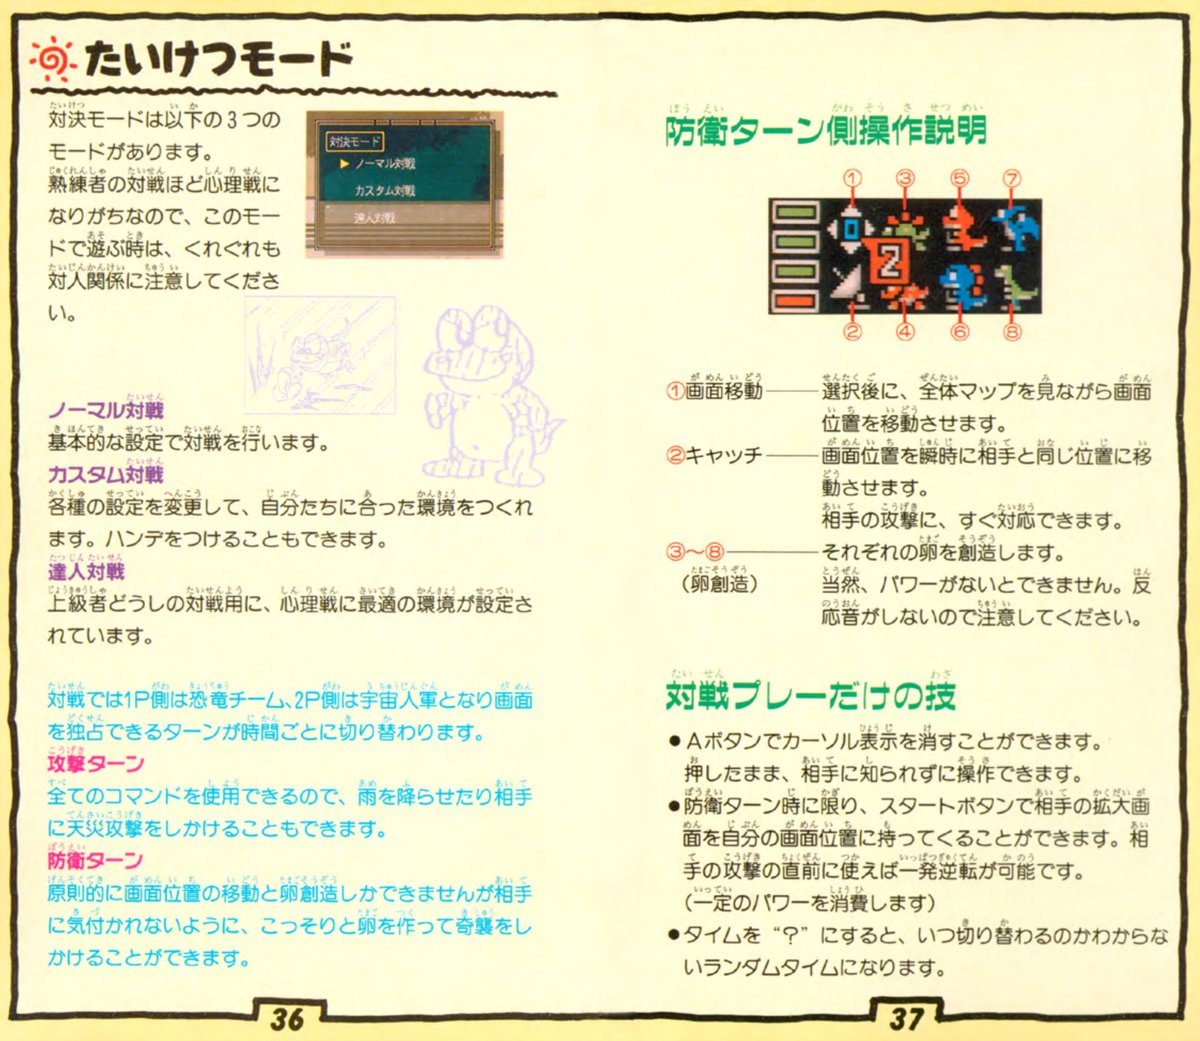 たいけつモード
対決モードは以下の3つの
モードがあります。
熟練者の対戦ほど心理戦に
なりがちなので、このモー
ドで遊ぶ時は、くれぐれも
対人関係に注意してくださ
い。
対決モード
▶ノーマル対戦
カスタム対戦
達人対戦
ノーマル対戦
基本的な設定で対戦を行います。
カスタム対戦
各種の設定を変更して、自分たちに合った環境をつくれ
ます。ハンデをつけることもできます。
達人対戦
上級者どうしの対戦用に、心理戦に最適の環境が設定さ
れています。
対戦では1P側は恐竜チーム、2P側は宇宙人軍となり画面
を独占できるターンが時間ごとに切り替わります。
攻撃ターン
全てのコマンドを使用できるので、雨を降らせたり相手
に天災攻撃をしかけることもできます。
防衛ターン
原則的に画面位置の移動と卵創造しかできませんが相手
に気付かれないように、こっそりと卵を作って奇襲をし
かけることができます。
36
防衛ターン側操作説明
① ③ ⑤ ⑦
2
② ④ ⑥ ⑧
①画面移動――選択後に、全体マップを見ながら画面
位置を移動させます。
②キャッチ――画面位置を瞬時に相手と同じ位置に移
動させます。
相手の攻撃に、すぐ対応できます。
③～⑧――――それぞれの卵を創造します。
(卵創造) 当然、パワーがないとできません。反
応音がしないので注意してください。
対戦プレーだけの技
●Aボタンでカーソル表示を消すことができます。
押したまま、相手に知られずに操作できます。
●防衛ターン時に限り、スタートボタンで相手の拡大画
面を自分の画面位置に持ってくることができます。相
手の攻撃の直前に使えば一発逆転が可能です。
(一定のパワーを消費します)
●タイムを“?”にすると、いつ切り替わるのかわからな
いランダムタイムになります。
37